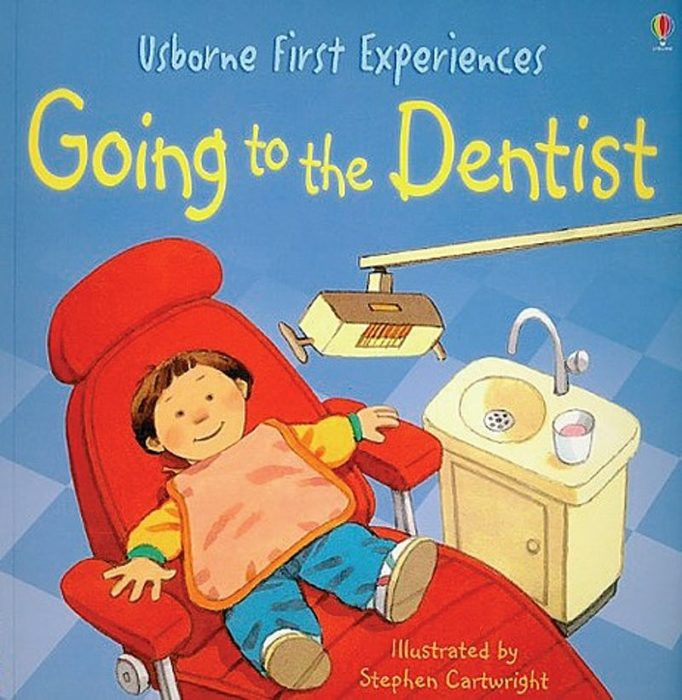 Usborne First Experiences
Going to the Dentist
Illustrated by
Stephen Cartwright